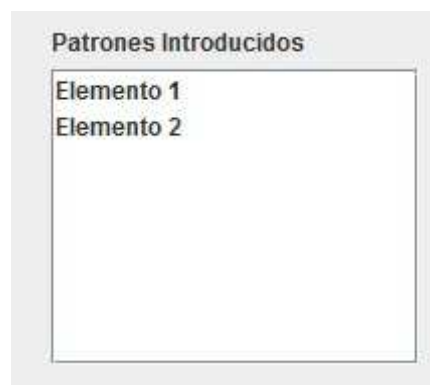 Patrones Introducidos
Elemento 1
Elemento 2